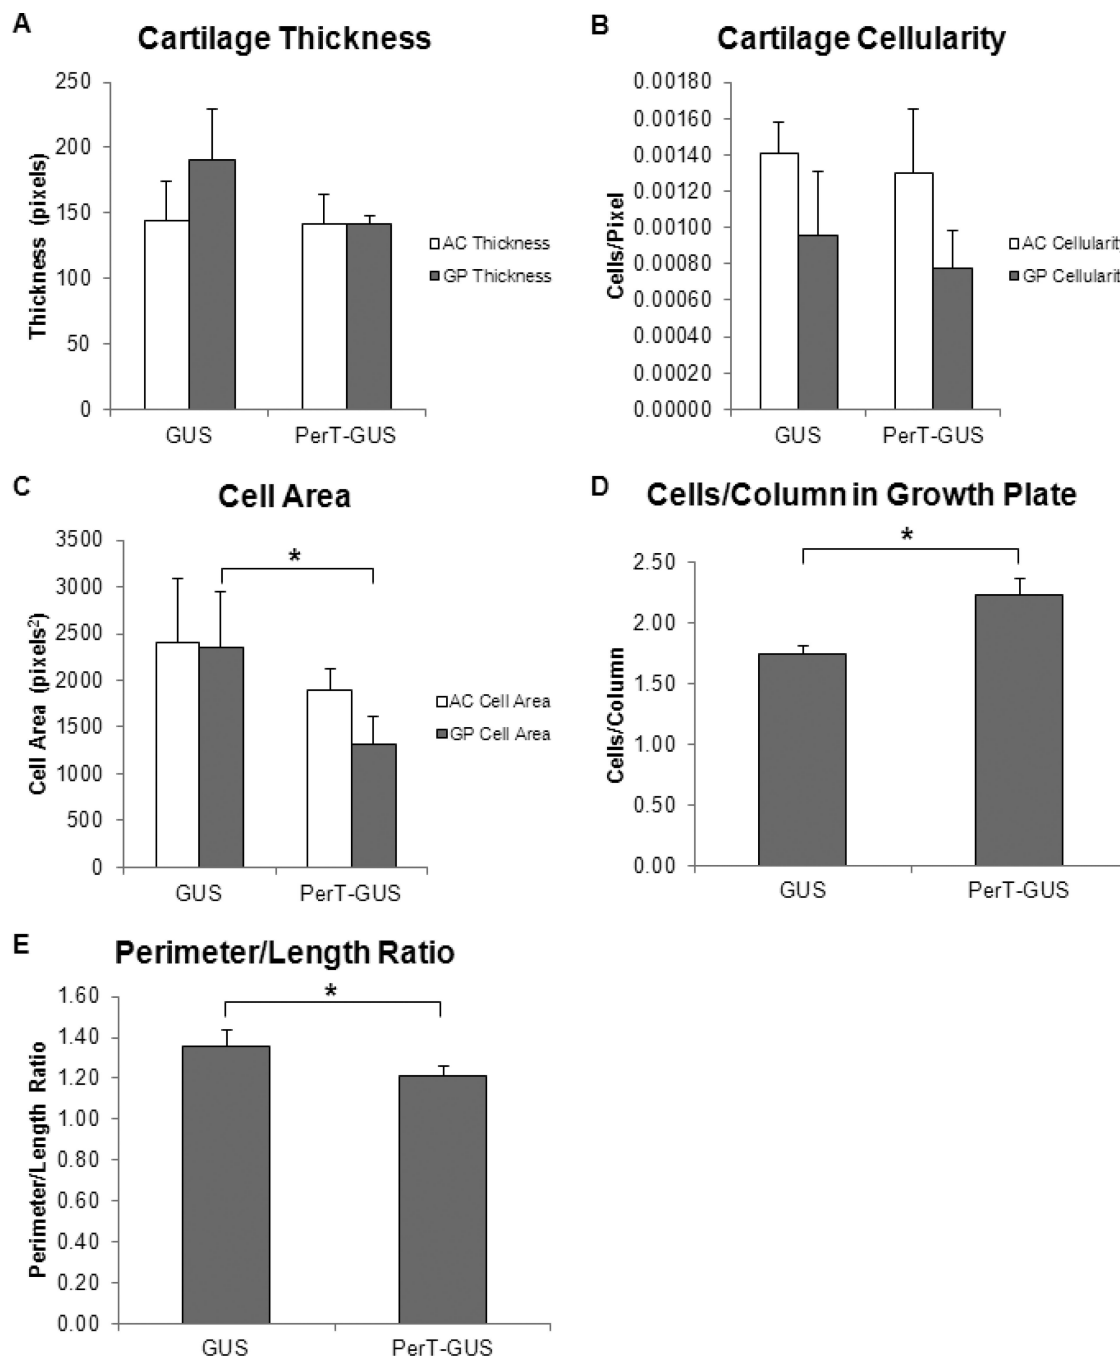 A
Cartilage Thickness
250
200
150
100
50
0
Thickness (pixels)
GUS
PerT-GUS
AC Thickness
GP Thickness
B
Cartilage Cellularity
0.00180
0.00160
0.00140
0.00120
0.00100
0.00080
0.00060
0.00040
0.00020
0.00000
Cells/Pixel
GUS
PerT-GUS
AC Cellularity
GP Cellularit
C
Cell Area
3500
3000
2500
2000
1500
1000
500
0
Cell Area (pixels²)
*
GUS
PerT-GUS
AC Cell Area
GP Cell Area
D
Cells/Column in Growth Plate
2.50
2.00
1.50
1.00
0.50
0.00
Cells/Column
*
GUS
PerT-GUS
E
Perimeter/Length Ratio
1.60
1.40
1.20
1.00
0.80
0.60
0.40
0.20
0.00
Perimeter/Length Ratio
*
GUS
PerT-GUS